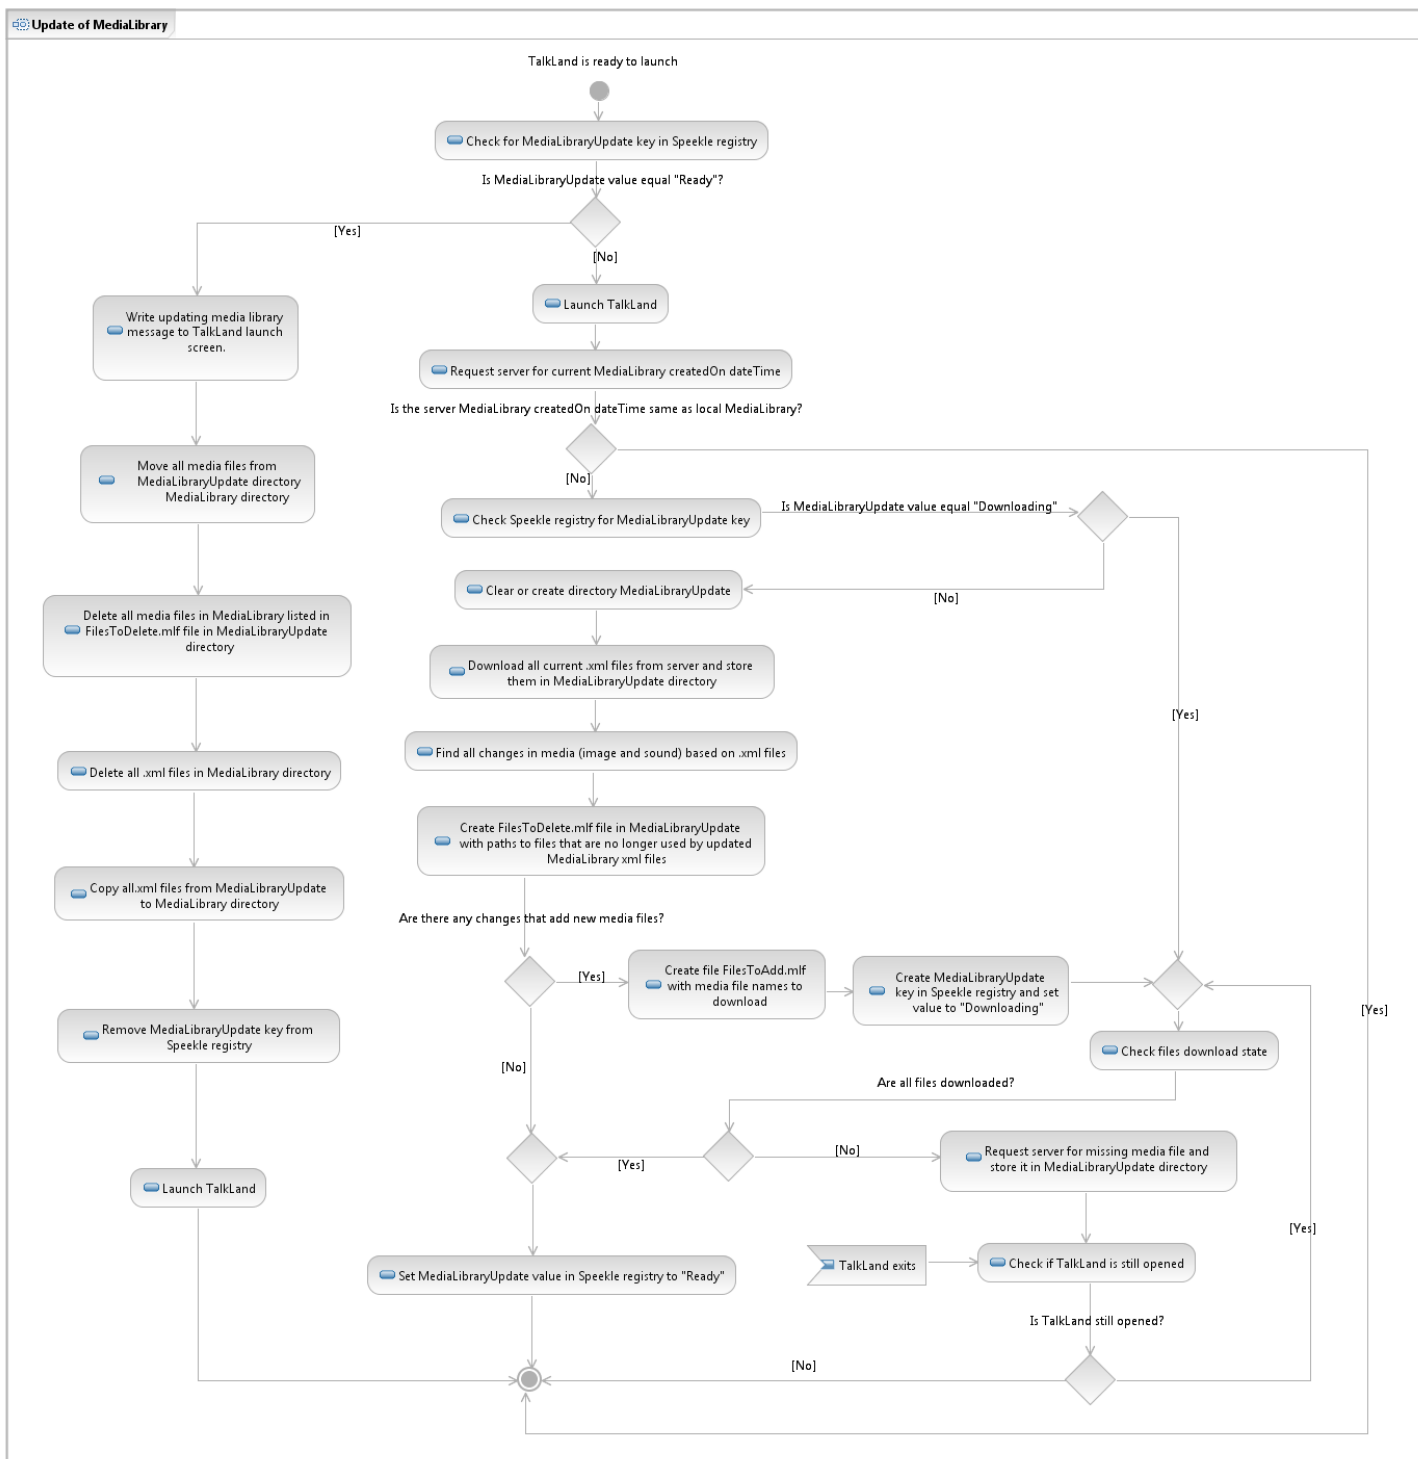 Update of MediaLibrary
TalkLand is ready to launch
Check for MediaLibraryUpdate key in Speekle registry
Is MediaLibraryUpdate value equal "Ready"?
[Yes]
[No]
Write updating media library
message to TalkLand launch
screen.
Launch TalkLand
Request server for current MediaLibrary createdOn dateTime
Is the server MediaLibrary createdOn dateTime same as local MediaLibrary?
Move all media files from
MediaLibraryUpdate directory
MediaLibrary directory
[No]
Check Speekle registry for MediaLibraryUpdate key
Is MediaLibraryUpdate value equal "Downloading"
Clear or create directory MediaLibraryUpdate
[No]
Delete all media files in MediaLibrary listed in
FilesToDelete.mlf file in MediaLibraryUpdate
directory
Download all current .xml files from server and store
them in MediaLibraryUpdate directory
[Yes]
Find all changes in media (image and sound) based on .xml files
Delete all .xml files in MediaLibrary directory
Create FilesToDelete.mlf file in MediaLibraryUpdate
with paths to files that are no longer used by updated
MediaLibrary xml files
Copy all.xml files from MediaLibraryUpdate
to MediaLibrary directory
Are there any changes that add new media files?
[Yes]
Create file FilesToAdd.mlf
with media file names to
download
Create MediaLibraryUpdate
key in Speekle registry and set
value to "Downloading"
[Yes]
Remove MediaLibraryUpdate key from
Speekle registry
Check files download state
[No]
Are all files downloaded?
[Yes]
[No]
Request server for missing media file and
store it in MediaLibraryUpdate directory
Launch TalkLand
[Yes]
TalkLand exits
Check if TalkLand is still opened
Set MediaLibraryUpdate value in Speekle registry to "Ready"
Is TalkLand still opened?
[No]